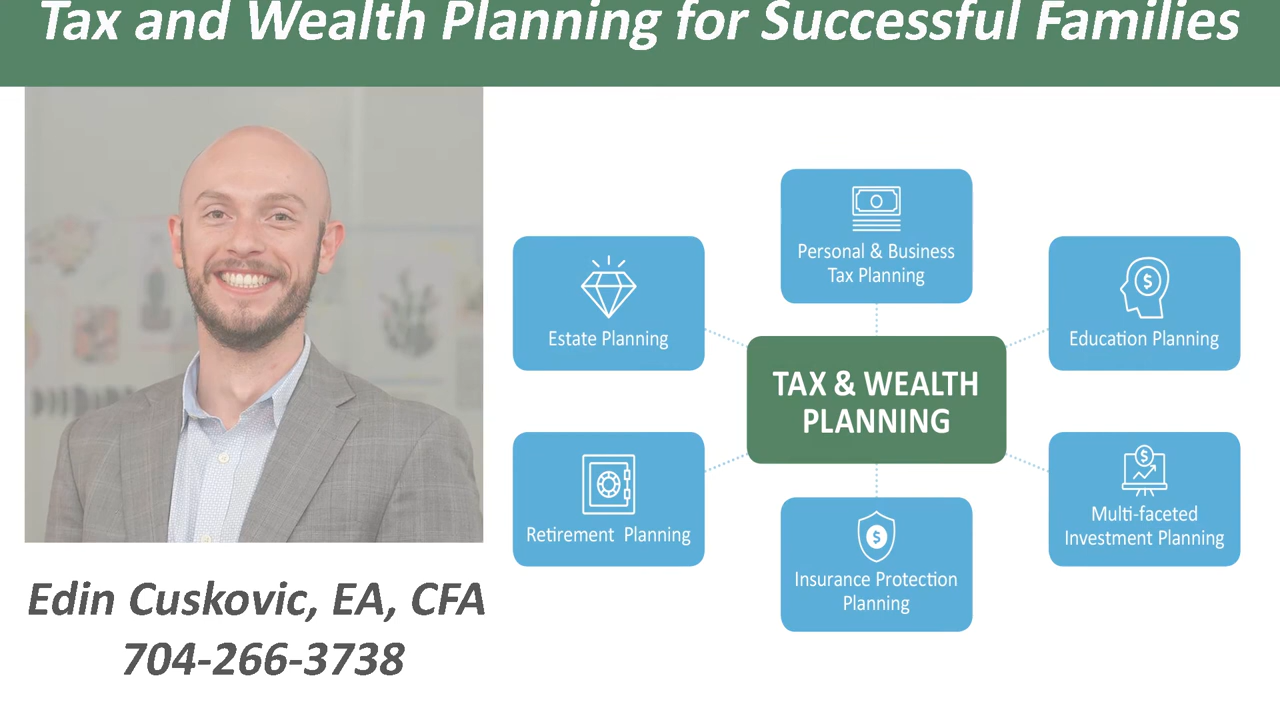 Tax and Wealth Planning for Successful Families
Personal & Business
Tax Planning
Estate Planning
Education Planning
TAX & WEALTH
PLANNING
Retirement Planning
Multi-faceted
Investment Planning
Insurance Protection
Planning
Edin Cuskovic, EA, CFA
704-266-3738